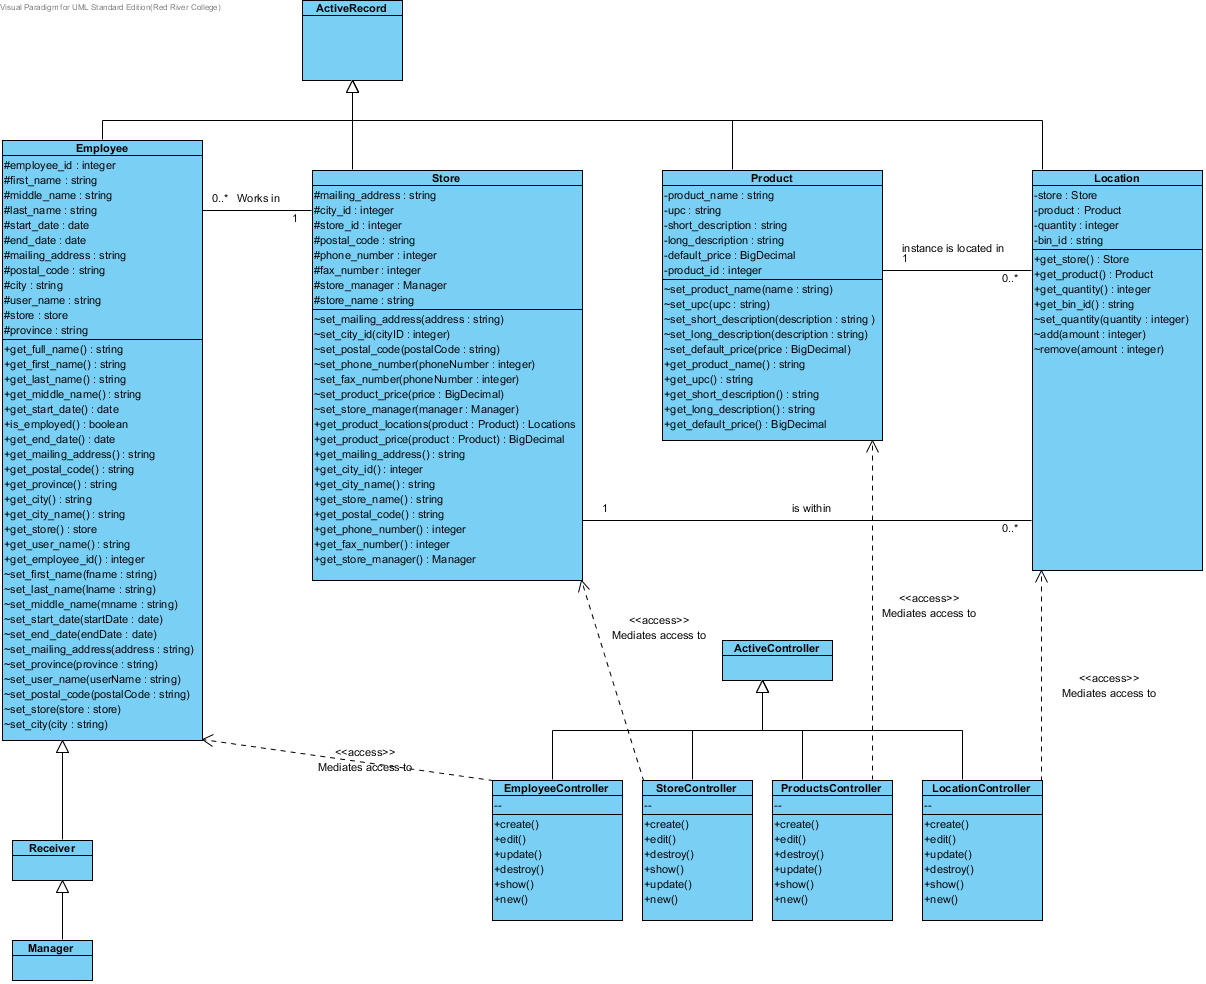 Visual Paradigm for UML Standard Edition(Red River College)
ActiveRecord
Employee
#employee_id : integer
#first_name : string
#middle_name : string
#last_name : string
#start_date : date
#end_date : date
#mailing_address : string
#postal_code : string
#city : string
#user_name : string
#store : store
#province : string
+get_full_name() : string
+get_first_name() : string
+get_last_name() : string
+get_middle_name() : string
+get_start_date() : date
+is_employed() : boolean
+get_end_date() : date
+get_mailing_address() : string
+get_postal_code() : string
+get_province() : string
+get_city() : string
+get_city_name() : string
+get_store() : store
+get_user_name() : string
+get_employee_id() : integer
~set_first_name(fname : string)
~set_last_name(lname : string)
~set_middle_name(mname : string)
~set_start_date(startDate : date)
~set_end_date(endDate : date)
~set_mailing_address(address : string)
~set_province(province : string)
~set_user_name(userName : string)
~set_postal_code(postalCode : string)
~set_store(store : store)
~set_city(city : string)
0..* Works in
1
Store
#mailing_address : string
#city_id : integer
#store_id : integer
#postal_code : string
#phone_number : integer
#fax_number : integer
#store_manager : Manager
#store_name : string
~set_mailing_address(address : string)
~set_city_id(cityID : integer)
~set_postal_code(postalCode : string)
~set_phone_number(phoneNumber : integer)
~set_fax_number(phoneNumber : integer)
~set_product_price(price : BigDecimal)
~set_store_manager(manager : Manager)
+get_product_locations(product : Product) : Locations
+get_product_price(product : Product) : BigDecimal
+get_mailing_address() : string
+get_city_id() : integer
+get_city_name() : string
+get_store_name() : string
+get_postal_code() : string
+get_phone_number() : integer
+get_fax_number() : integer
+get_store_manager() : Manager
Product
-product_name : string
-upc : string
-short_description : string
-long_description : string
-default_price : BigDecimal
-product_id : integer
~set_product_name(name : string)
~set_upc(upc : string)
~set_short_description(description : string )
~set_long_description(description : string)
~set_default_price(price : BigDecimal)
+get_product_name() : string
+get_upc() : string
+get_short_description() : string
+get_long_description() : string
+get_default_price() : BigDecimal
instance is located in
1
0..*
Location
-store : Store
-product : Product
-quantity : integer
-bin_id : string
+get_store() : Store
+get_product() : Product
+get_quantity() : integer
+get_bin_id() : string
~set_quantity(quantity : integer)
~add(amount : integer)
~remove(amount : integer)
1
is within
0..*
<<access>>
Mediates access to
<<access>>
Mediates access to
<<access>>
Mediates access to
<<access>>
Mediates access to
ActiveController
EmployeeController
--
+create()
+edit()
+update()
+destroy()
+show()
+new()
StoreController
--
+create()
+edit()
+destroy()
+show()
+update()
+new()
ProductsController
--
+create()
+edit()
+destroy()
+update()
+show()
+new()
LocationController
--
+create()
+edit()
+update()
+destroy()
+show()
+new()
Receiver
Manager